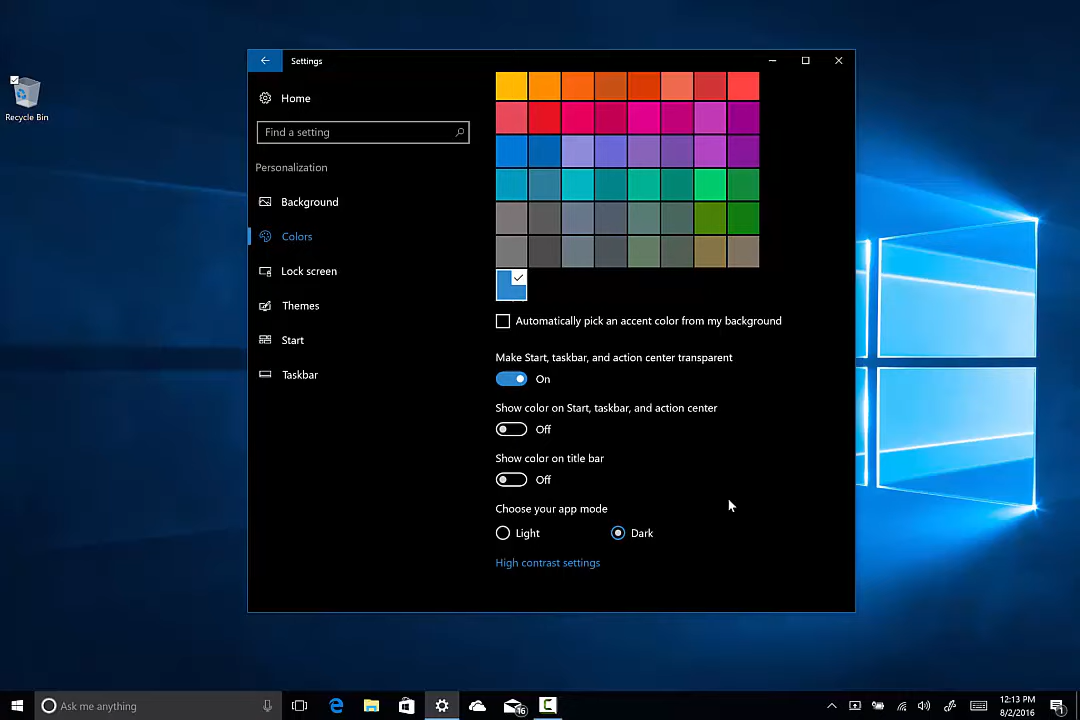 Settings
Recycle Bin
Home
Find a setting
Personalization
Background
Colors
Lock screen
Themes
Start
Taskbar
Automatically pick an accent color from my background
Make Start, taskbar, and action center transparent
On
Show color on Start, taskbar, and action center
Off
Show color on title bar
Off
Choose your app mode
Light
Dark
High contrast settings
Ask me anything
16
12:13 PM
8/2/2016
1